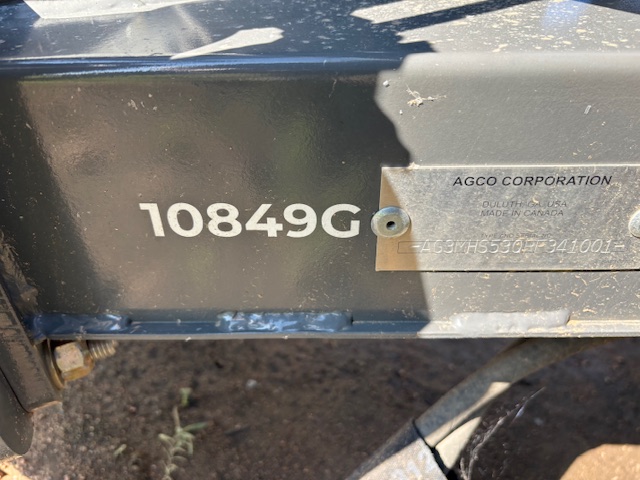 10849G
AGCO CORPORATION
DULUTH, GA. USA
MADE IN CANADA